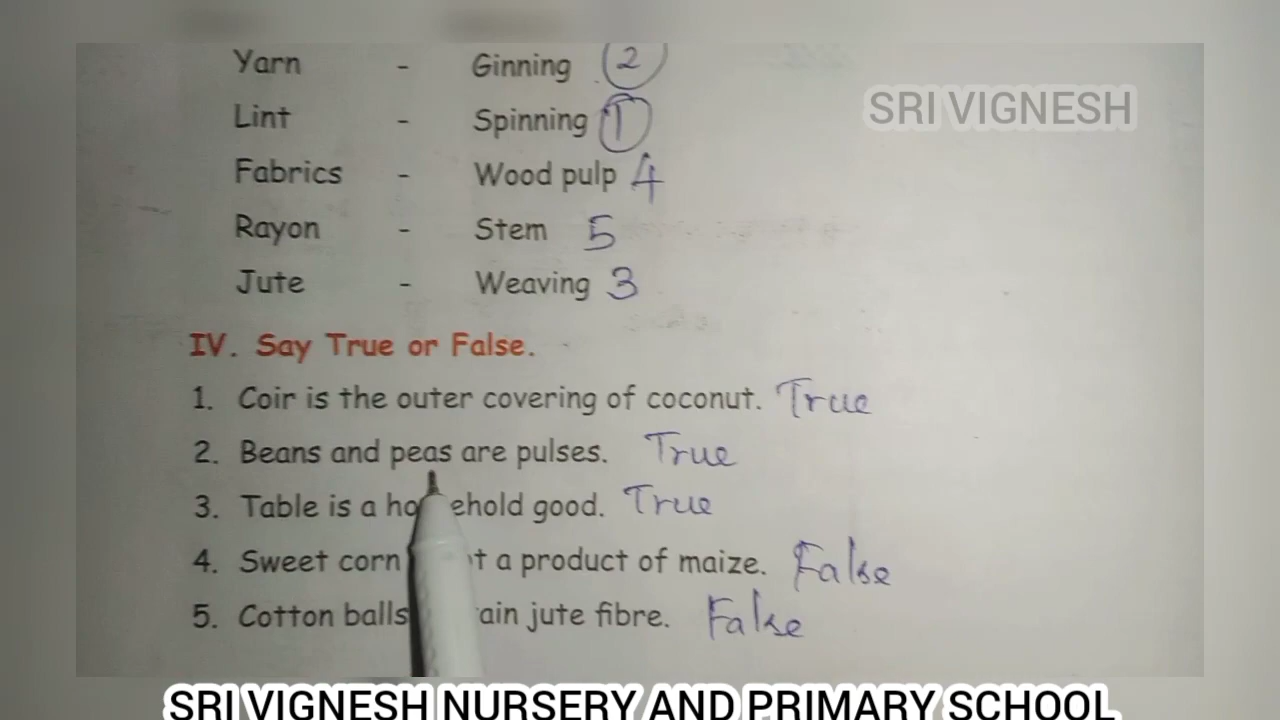 Yarn - Ginning 2
SRI VIGNESH
Lint - Spinning 1
Fabrics - Wood pulp 4
Rayon - Stem 5
Jute - Weaving 3
IV. Say True or False.
1. Coir is the outer covering of coconut. True
2. Beans and peas are pulses. True
3. Table is a ho ehold good. True
4. Sweet corn t a product of maize. False
5. Cotton balls ain jute fibre. False
SRI VIGNESH NURSERY AND PRIMARY SCHOOL